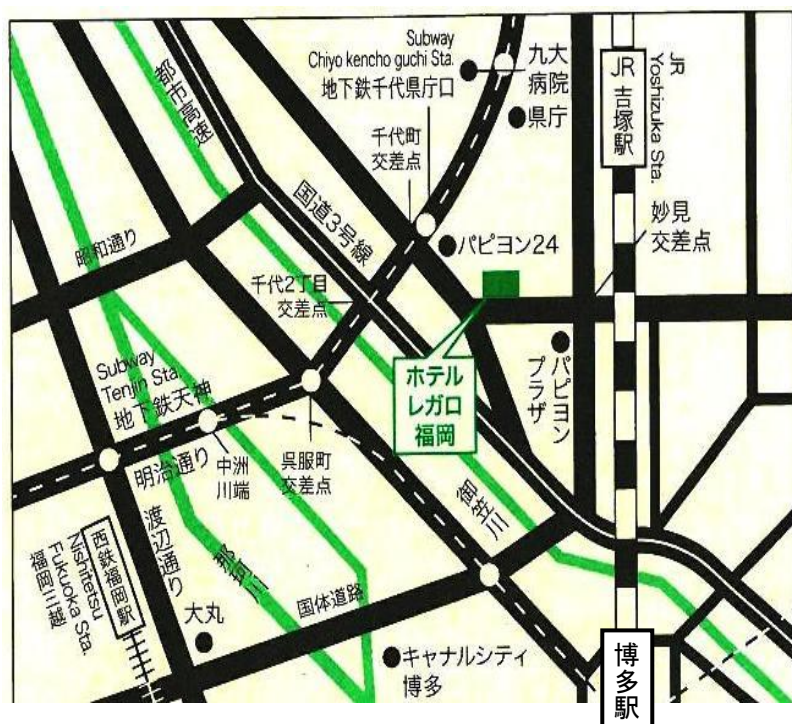 Subway
Chiyo kencho guchi Sta.
地下鉄千代県庁口
九大
病院
県庁
JR
吉塚駅
JR
Yoshizuka Sta.
都市高速
千代町
交差点
国道3号線
パピヨン24
妙見
交差点
昭和通り
千代2丁目
交差点
ホテル
レガロ
福岡
パピヨン
プラザ
Subway
Tenjin Sta.
地下鉄天神
明治通り
中洲
川端
呉服町
交差点
御笠川
渡辺通り
那珂川
西鉄福岡駅
Nishitetsu
Fukuoka Sta.
福岡三越
大丸
国体道路
キャナルシティ
博多
博多駅